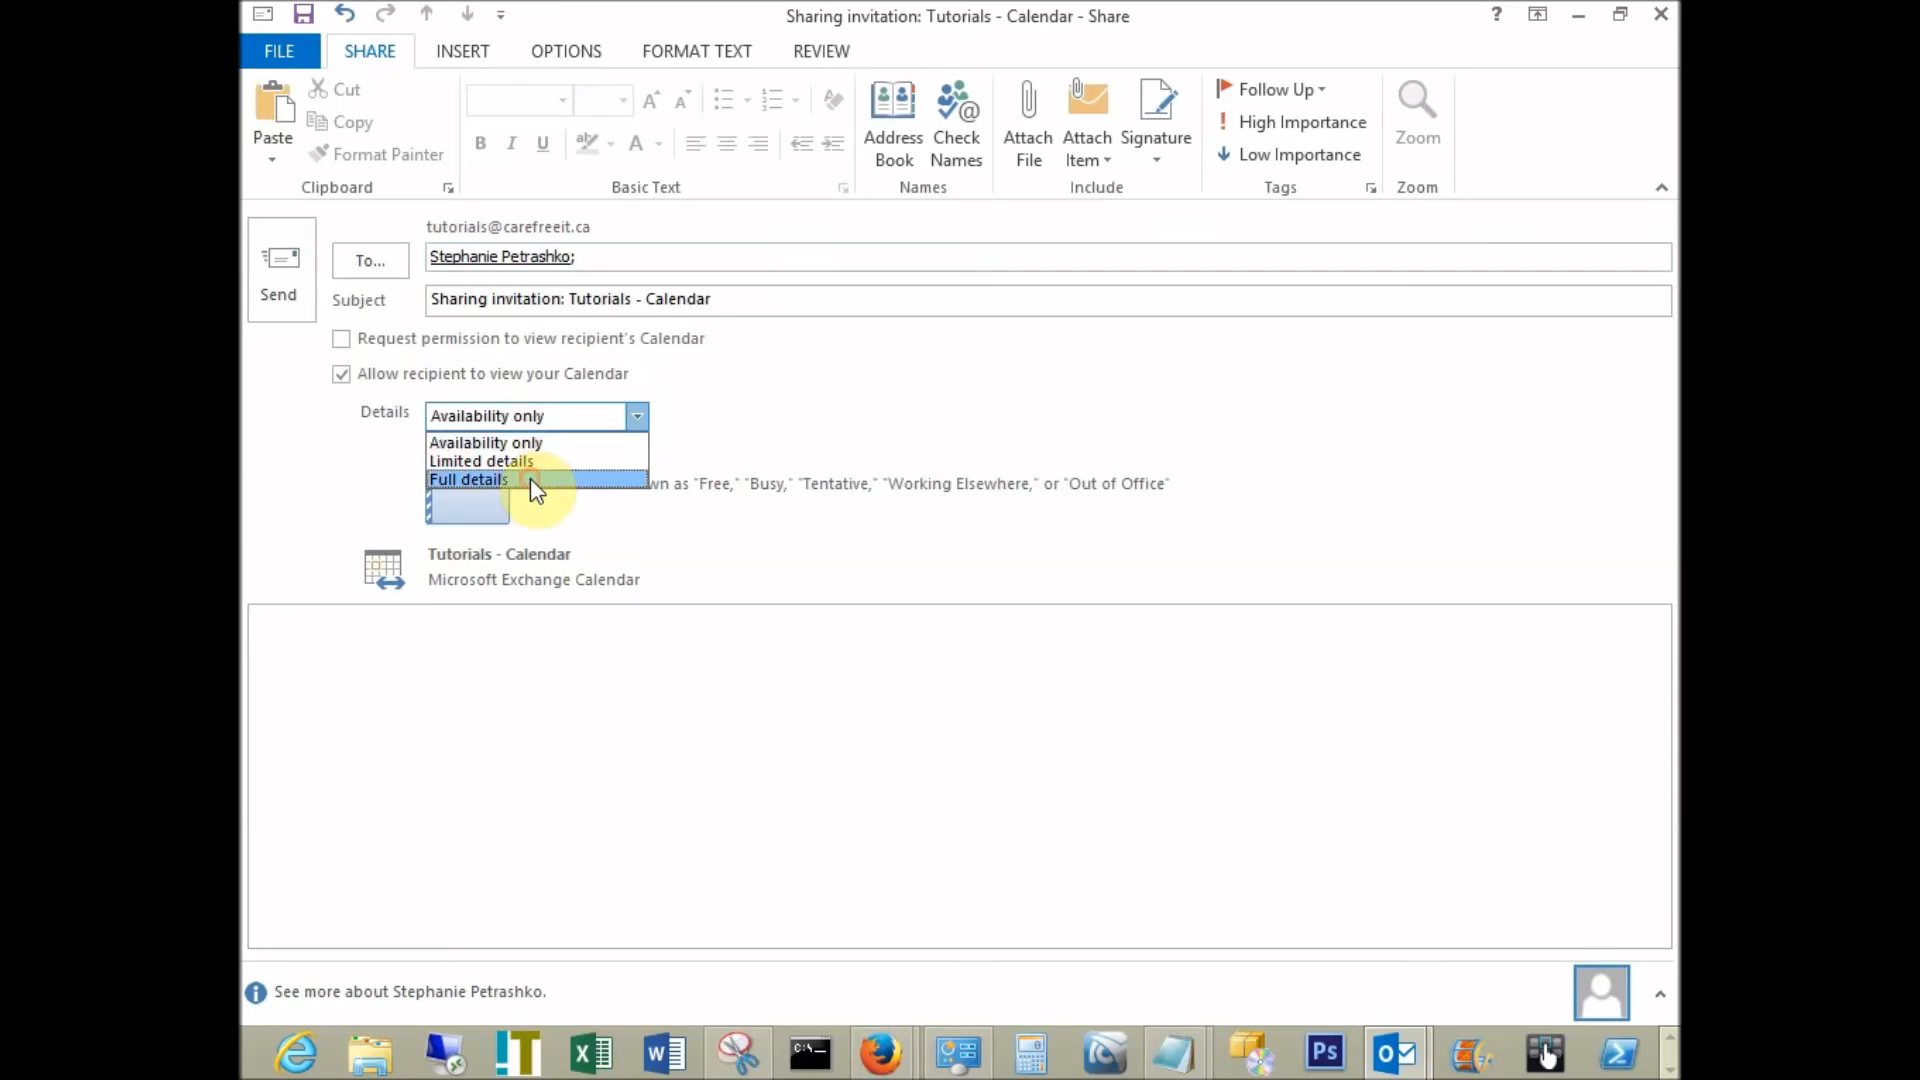 Sharing invitation: Tutorials - Calendar - Share
?
FILE SHARE INSERT OPTIONS FORMAT TEXT REVIEW
Paste
Cut
Copy
Format Painter
Clipboard
B I U
A
Basic Text
Address Book
Check Names
Names
Attach File
Attach Item
Signature
Include
Follow Up
High Importance
Low Importance
Tags
Zoom
Zoom
Send
tutorials@carefreeit.ca
To... Stephanie Petrashko;
Subject Sharing invitation: Tutorials - Calendar
Request permission to view recipient's Calendar
Allow recipient to view your Calendar
Details Availability only
Availability only
Limited details
Full details
as "Free," "Busy," "Tentative," "Working Elsewhere," or "Out of Office"
Tutorials - Calendar
Microsoft Exchange Calendar
See more about Stephanie Petrashko.
C:\_
Ps